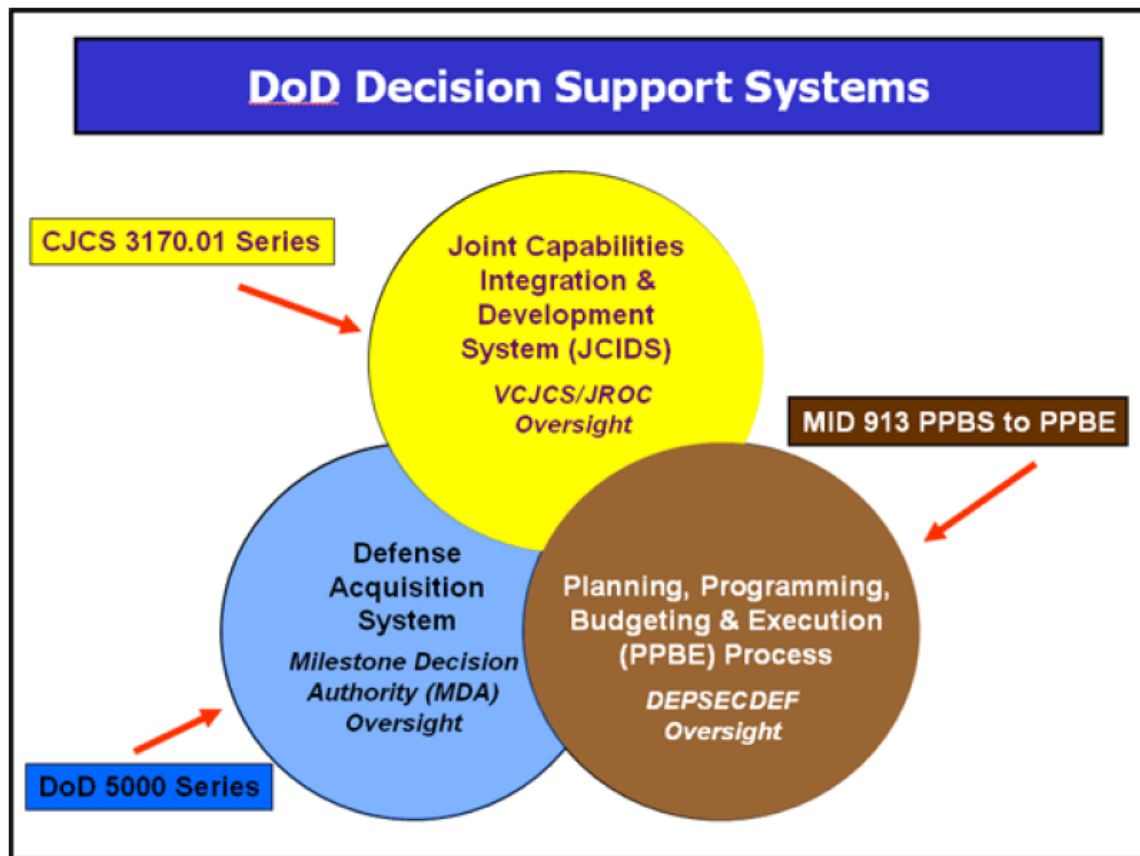 DoD Decision Support Systems
CJCS 3170.01 Series
Joint Capabilities
Integration &
Development
System (JCIDS)
VCJCS/JROC
Oversight
MID 913 PPBS to PPBE
Defense
Acquisition
System
Milestone Decision
Authority (MDA)
Oversight
Planning, Programming,
Budgeting & Execution
(PPBE) Process
DEPSECDEF
Oversight
DoD 5000 Series